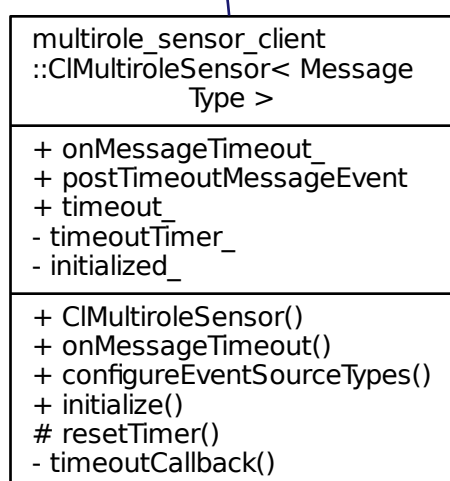 multirole_sensor_client
::ClMultiroleSensor< Message
Type >
+ onMessageTimeout_
+ postTimeoutMessageEvent
+ timeout_
- timeoutTimer_
- initialized_
+ ClMultiroleSensor()
+ onMessageTimeout()
+ configureEventSourceTypes()
+ initialize()
# resetTimer()
- timeoutCallback()